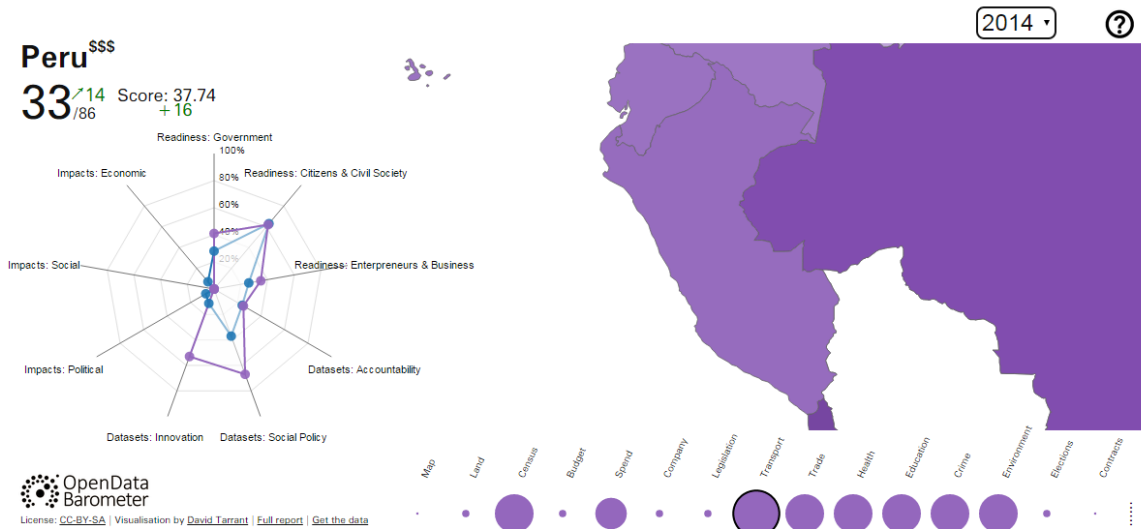 2014
?
Peru$$$
33 ↗14 /86 Score: 37.74
+16
Readiness: Government
100%
Impacts: Economic
80%
Readiness: Citizens & Civil Society
60%
40%
20%
Impacts: Social
Readiness: Enterpreneurs & Business
Impacts: Political
Datasets: Accountability
Datasets: Innovation
Datasets: Social Policy
Map
Land
Census
Budget
Spend
Company
Legislation
Transport
Trade
Health
Education
Crime
Environment
Elections
Contracts
OpenData
Barometer
License: CC-BY-SA | Visualisation by David Tarrant | Full report | Get the data